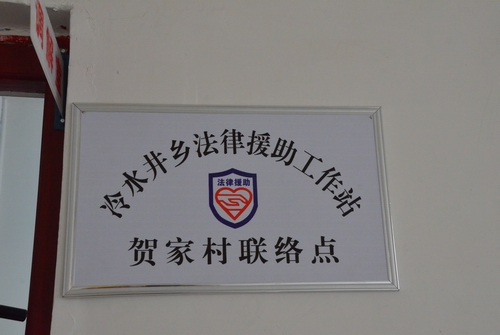 冷水井乡法律援助工作站
法律援助
贺家村联络点